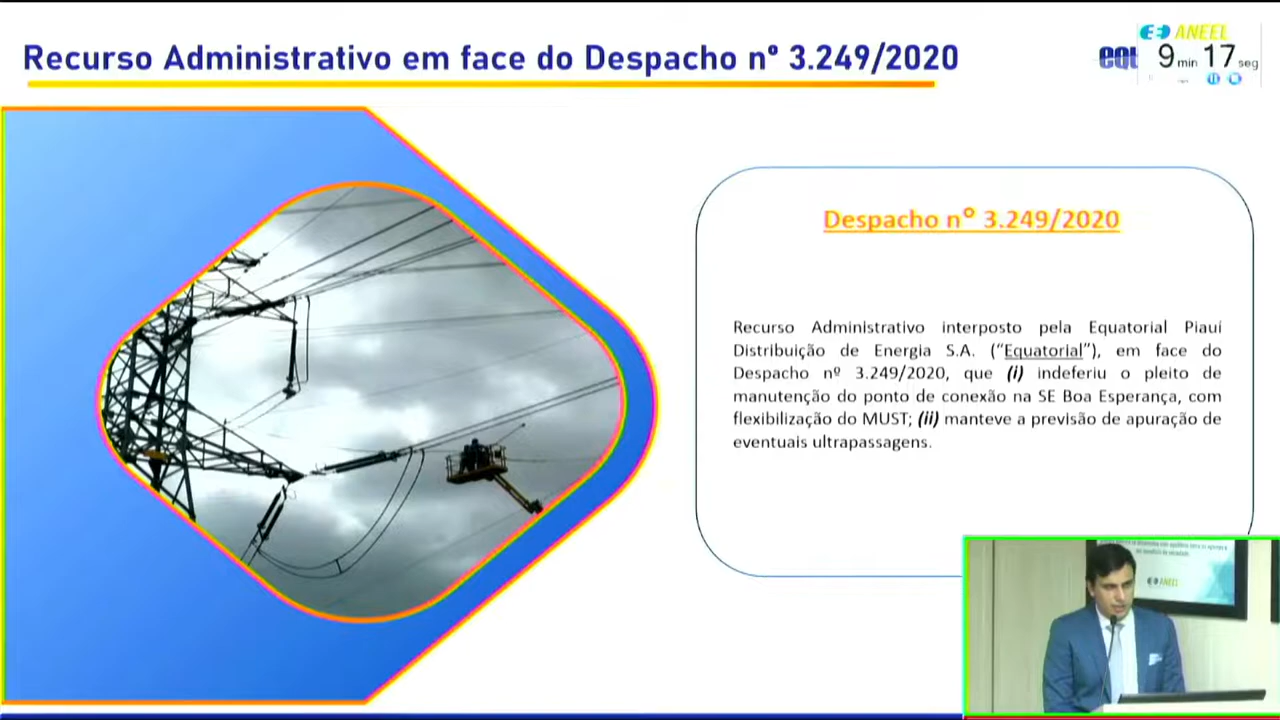 Recurso Administrativo em face do Despacho nº 3.249/2020
ANEEL
eqt
9 min 17 seg
Despacho nº 3.249/2020
Recurso Administrativo interposto pela Equatorial Piauí
Distribuição de Energia S.A. (“Equatorial”), em face do
Despacho nº 3.249/2020, que (i) indeferiu o pleito de
manutenção do ponto de conexão na SE Boa Esperança, com
flexibilização do MUST; (ii) manteve a previsão de apuração de
eventuais ultrapassagens.
ANEEL